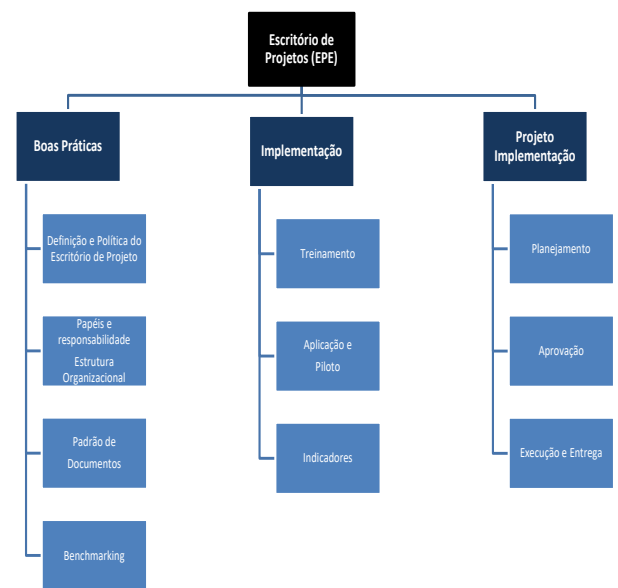 Escritório de
Projetos (EPE)
Boas Práticas
Definição e Política do
Escritório de Projeto
Papéis e
responsabilidade
Estrutura
Organizacional
Padrão de
Documentos
Benchmarking
Implementação
Treinamento
Aplicação e
Piloto
Indicadores
Projeto
Implementação
Planejamento
Aprovação
Execução e Entrega